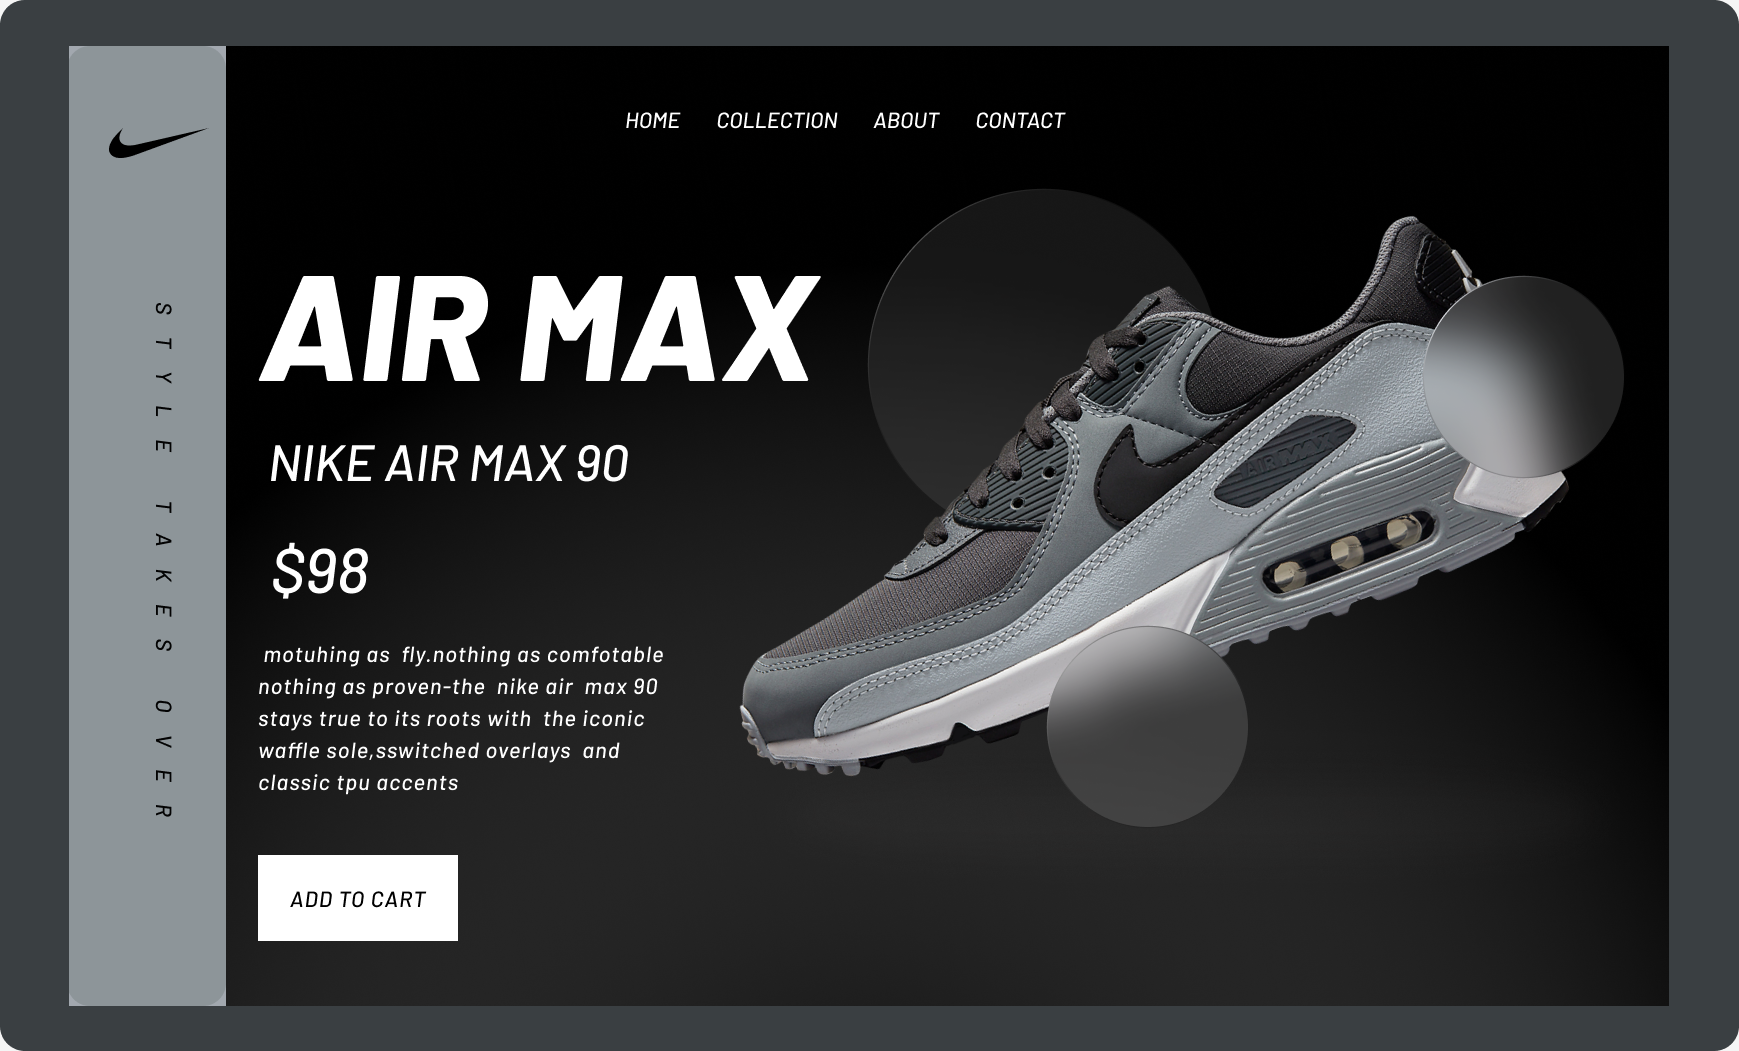 HOME COLLECTION ABOUT CONTACT
STYLE TAKES OVER
AIR MAX
NIKE AIR MAX 90
$98
motuhing as fly.nothing as comfotable
nothing as proven-the nike air max 90
stays true to its roots with the iconic
waffle sole,sswitched overlays and
classic tpu accents
ADD TO CART
AIR MAX